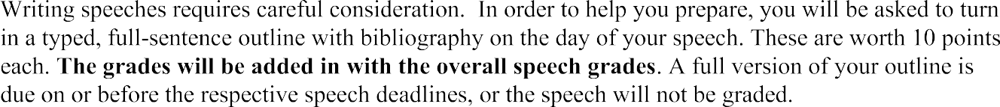 Writing speeches requires careful consideration.  In order to help you prepare, you will be asked to turn
in a typed, full-sentence outline with bibliography on the day of your speech. These are worth 10 points
each. The grades will be added in with the overall speech grades. A full version of your outline is
due on or before the respective speech deadlines, or the speech will not be graded.